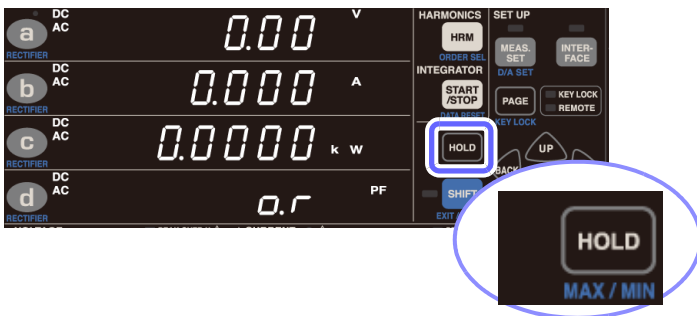 DC
AC
a
RECTIFIER
0.00
V
DC
AC
b
RECTIFIER
0.000
A
DC
AC
c
RECTIFIER
0.0000
k W
DC
AC
d
RECTIFIER
o.r
PF
HARMONICS
HRM
ORDER SEL
INTEGRATOR
START
/STOP
DATA RESET
HOLD
SHIFT
SET UP
MEAS.
SET
D/A SET
INTER-
FACE
PAGE
KEY LOCK
KEY LOCK
REMOTE
UP
BACK
HOLD
MAX / MIN